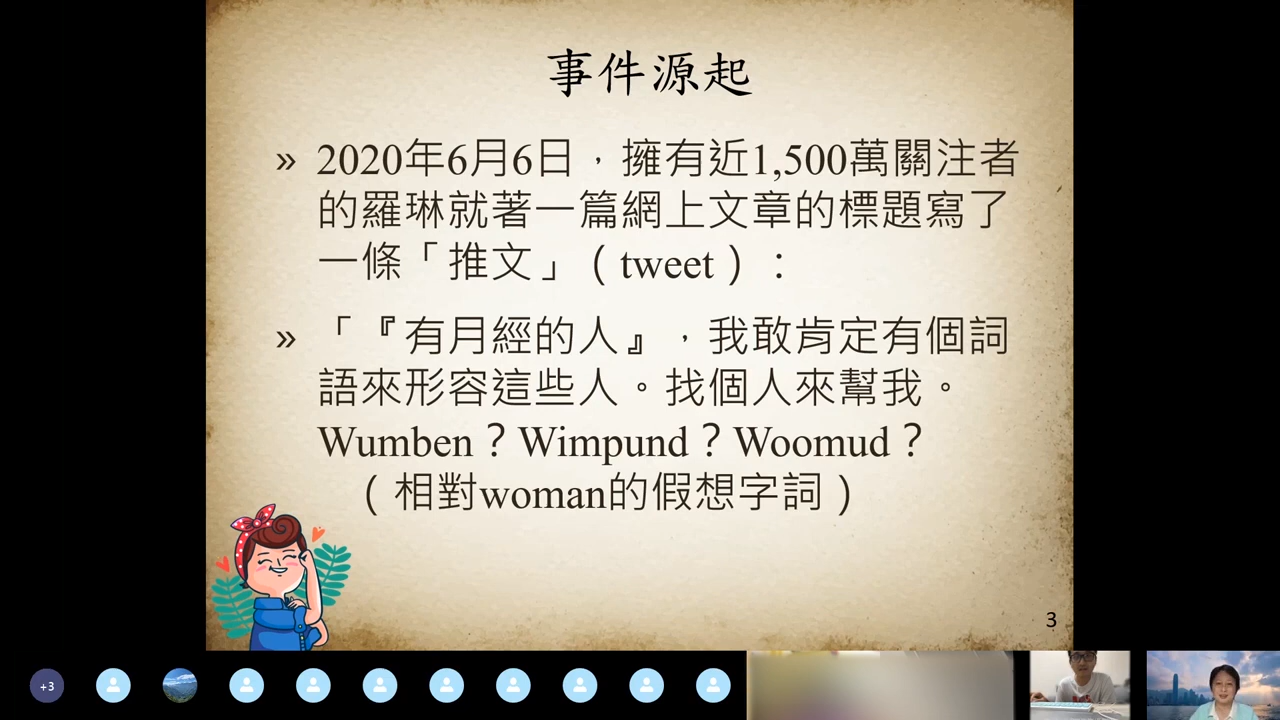 事件源起
» 2020年6月6日，擁有近1,500萬關注者
的羅琳就著一篇網上文章的標題寫了
一條「推文」（tweet）：
» 「『有月經的人』，我敢肯定有個詞
語來形容這些人。找個人來幫我。
Wumben？Wimpund？Woomud？
（相對woman的假想字詞）
3
+3